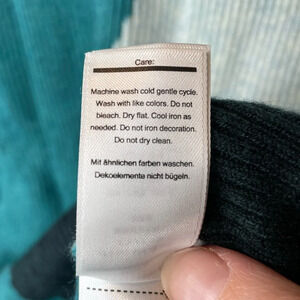 Care:
Machine wash cold gentle cycle.
Wash with like colors. Do not
bleach. Dry flat. Cool iron as
needed. Do not iron decoration.
Do not dry clean.
Mit ähnlichen farben waschen.
Dekoelemente nicht bügeln.